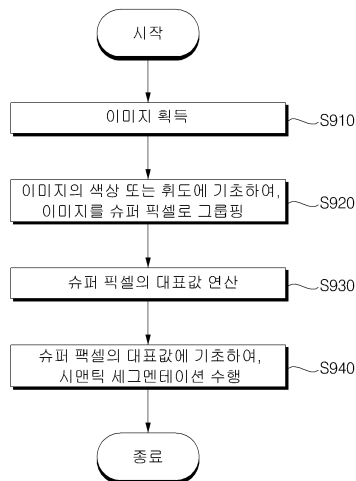 시작
이미지 획득
S910
이미지의 색상 또는 휘도에 기초하여,
이미지를 슈퍼 픽셀로 그룹핑
S920
슈퍼 픽셀의 대표값 연산
S930
슈퍼 팩셀의 대표값에 기초하여,
시맨틱 세그멘테이션 수행
S940
종료